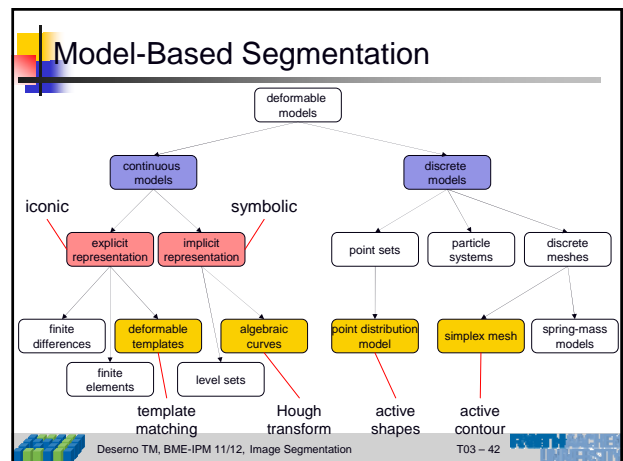 Model-Based Segmentation
deformable
models
continuous
models
discrete
models
iconic
symbolic
explicit
representation
implicit
representation
point sets
particle
systems
discrete
meshes
finite
differences
deformable
templates
algebraic
curves
point distribution
model
simplex mesh
spring-mass
models
finite
elements
level sets
template
matching
Hough
transform
active
shapes
active
contour
Deserno TM, BME-IPM 11/12, Image Segmentation
T03 – 42
RWTH AACHEN
UNIVERSITY